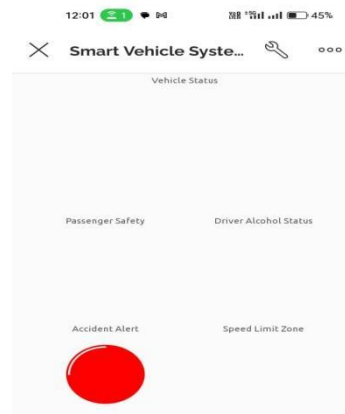 12:01 1 45%
Smart Vehicle Syste...
Vehicle Status
Passenger Safety Driver Alcohol Status
Accident Alert Speed Limit Zone